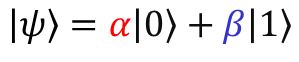 |ψ⟩ = α|0⟩ + β|1⟩